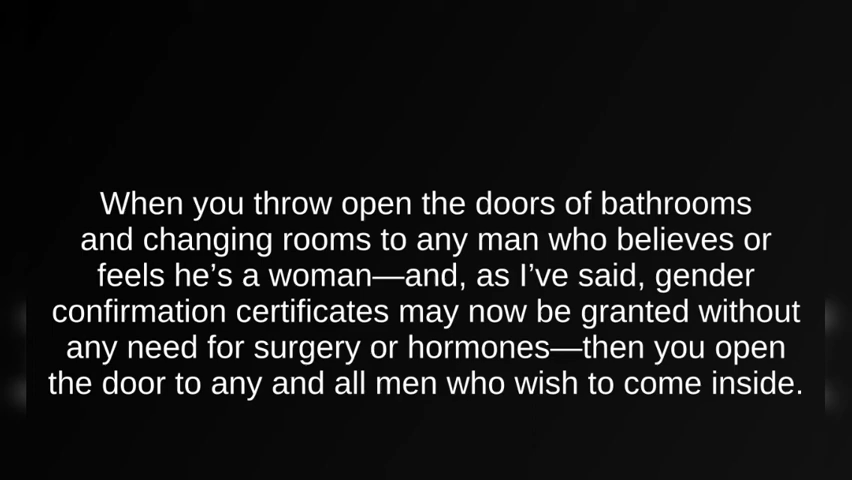 When you throw open the doors of bathrooms
and changing rooms to any man who believes or
feels he’s a woman—and, as I’ve said, gender
confirmation certificates may now be granted without
any need for surgery or hormones—then you open
the door to any and all men who wish to come inside.